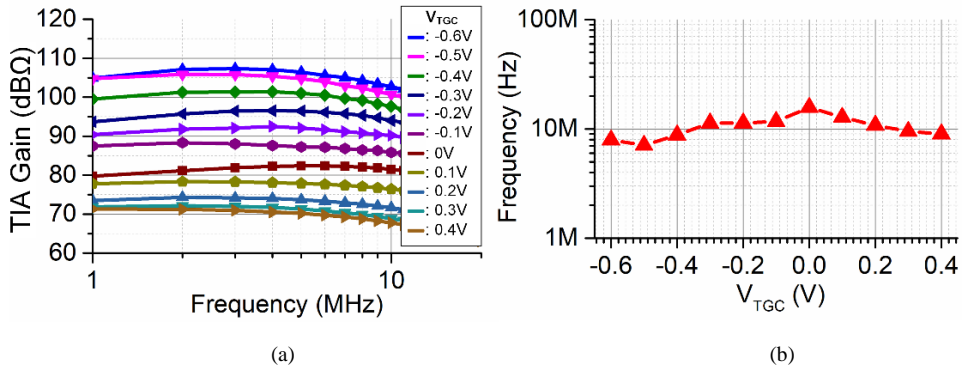 TIA Gain (dBΩ)
120
110
100
90
80
70
60
1
10
Frequency (MHz)
VTGC
: -0.6V
: -0.5V
: -0.4V
: -0.3V
: -0.2V
: -0.1V
: 0V
: 0.1V
: 0.2V
: 0.3V
: 0.4V
(a)
Frequency (Hz)
100M
10M
1M
-0.6
-0.4
-0.2
0.0
0.2
0.4
VTGC (V)
(b)